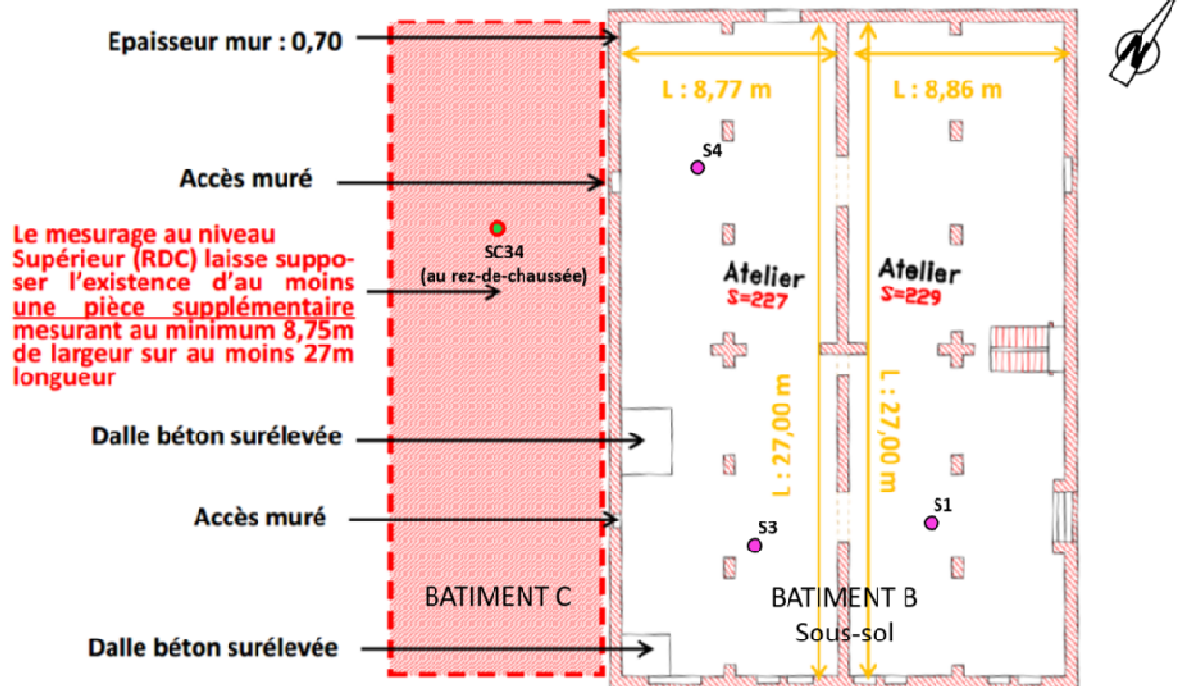 Epaisseur mur : 0,70
N
L : 8,77 m
L : 8,86 m
S4
Accès muré
Le mesurage au niveau
Supérieur (RDC) laisse suppo-
ser l'existence d'au moins
une pièce supplémentaire
mesurant au minimum 8,75m
de largeur sur au moins 27m
longueur
SC34
(au rez-de-chaussée)
Atelier
S=227
Atelier
S=229
L : 27,00 m
L : 27,00 m
Dalle béton surélevée
Accès muré
S3
S1
BATIMENT C
BATIMENT B
Sous-sol
Dalle béton surélevée